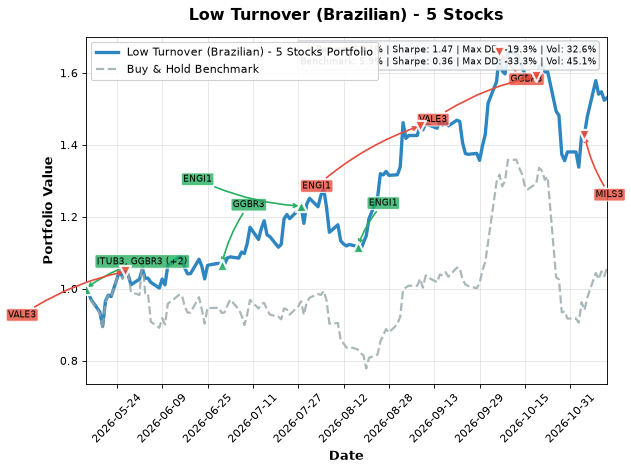 Low Turnover (Brazilian) - 5 Stocks
Low Turnover (Brazilian) - 5 Stocks Portfolio
Buy & Hold Benchmark
% | Sharpe: 1.47 | Max DD: -19.3% | Vol: 32.6%
Benchmark: 5.9% | Sharpe: 0.36 | Max DD: -33.3% | Vol: 45.1%
GGBR3
VALE3
ENGI1
ENGI1
GGBR3
ENGI1
MILS3
ITUB3, GGBR3 (+2)
VALE3
Portfolio Value
1.6
1.4
1.2
1.0
0.8
2026-05-24
2026-06-09
2026-06-25
2026-07-11
2026-07-27
2026-08-12
2026-08-28
2026-09-13
2026-09-29
2026-10-15
2026-10-31
Date